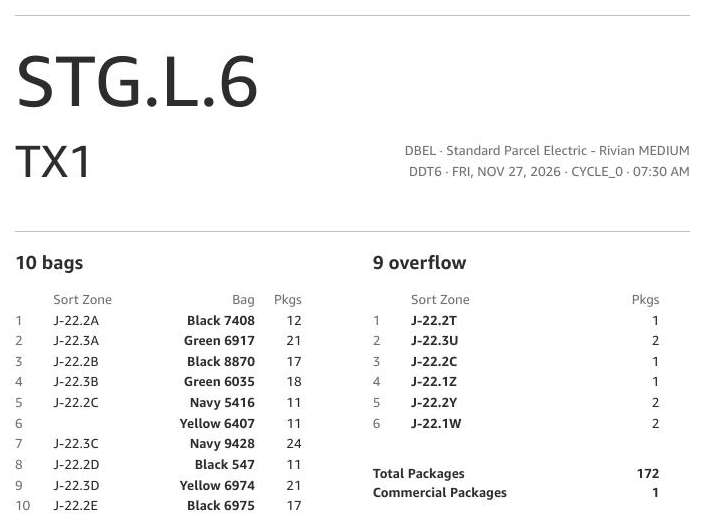 STG.L.6
TX1
DBEL · Standard Parcel Electric - Rivian MEDIUM
DDT6 · FRI, NOV 27, 2026 · CYCLE_0 · 07:30 AM
10 bags
Sort Zone Bag Pkgs
1 J-22.2A Black 7408 12
2 J-22.3A Green 6917 21
3 J-22.2B Black 8870 17
4 J-22.3B Green 6035 18
5 J-22.2C Navy 5416 11
6 Yellow 6407 11
7 J-22.3C Navy 9428 24
8 J-22.2D Black 547 11
9 J-22.3D Yellow 6974 21
10 J-22.2E Black 6975 17
9 overflow
Sort Zone Pkgs
1 J-22.2T 1
2 J-22.3U 2
3 J-22.2C 1
4 J-22.1Z 1
5 J-22.2Y 2
6 J-22.1W 2
Total Packages 172
Commercial Packages 1